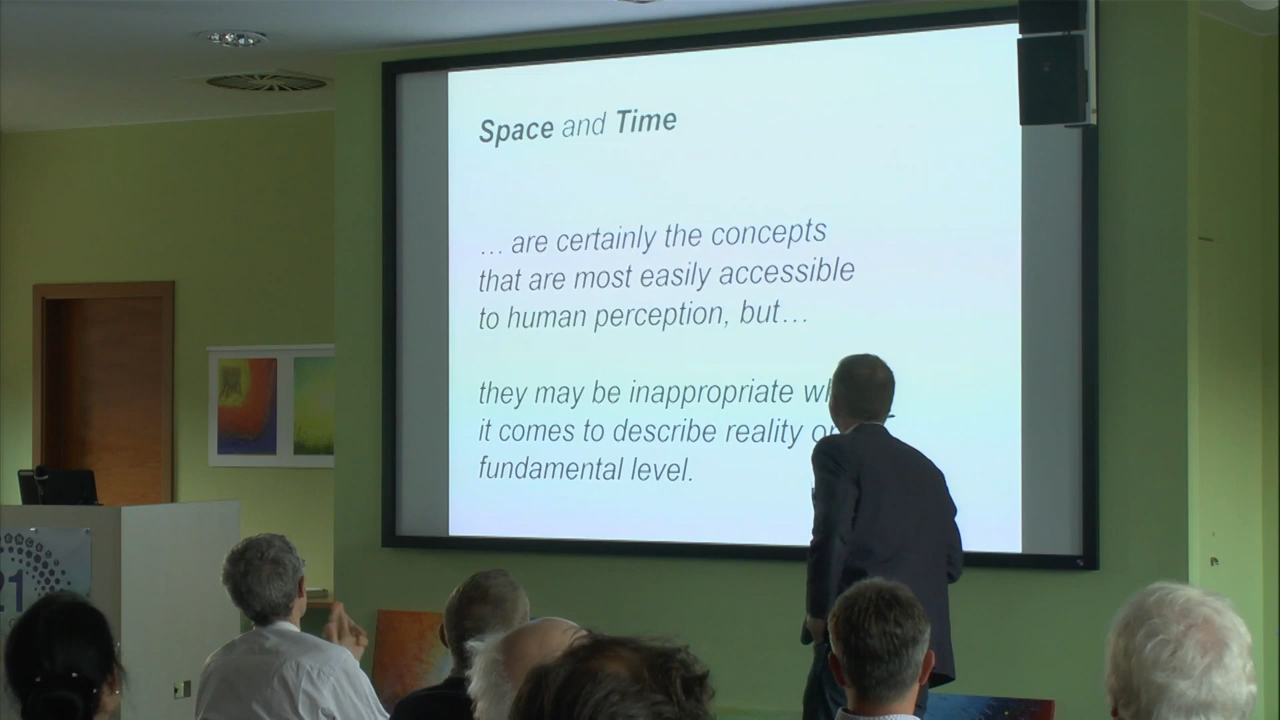 Space and Time
... are certainly the concepts
that are most easily accessible
to human perception, but...
they may be inappropriate
it comes to describe reality
fundamental level.
21